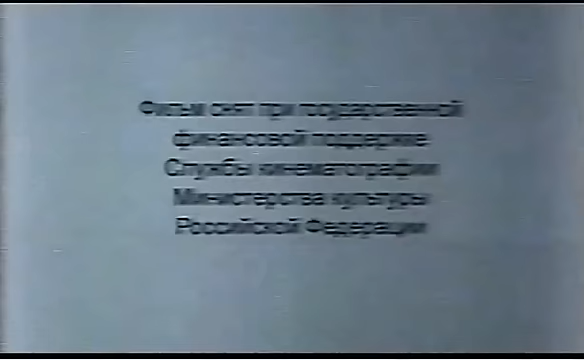 Фильм снят при государственной
финансовой поддержке
Службы кинематографии
Министерства культуры
Российской Федерации